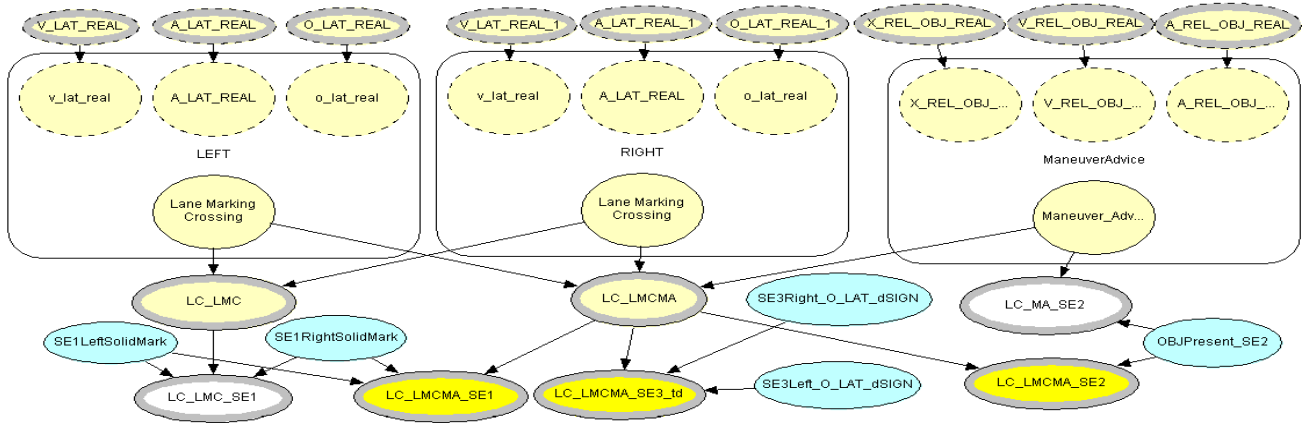 V_LAT_REAL
A_LAT_REAL
O_LAT_REAL
V_LAT_REAL_1
A_LAT_REAL_1
O_LAT_REAL_1
X_REL_OBJ_REAL
V_REL_OBJ_REAL
A_REL_OBJ_REAL
v_lat_real
A_LAT_REAL
o_lat_real
v_lat_real
A_LAT_REAL
o_lat_real
X_REL_OBJ_...
V_REL_OBJ_...
A_REL_OBJ_...
LEFT
RIGHT
ManeuverAdvice
Lane Marking
Crossing
Lane Marking
Crossing
Maneuver_Adv...
LC_LMC
LC_LMCMA
SE3Right_O_LAT_dSIGN
LC_MA_SE2
SE1LeftSolidMark
SE1RightSolidMark
OBJPresent_SE2
LC_LMC_SE1
LC_LMCMA_SE1
LC_LMCMA_SE3_td
SE3Left_O_LAT_dSIGN
LC_LMCMA_SE2